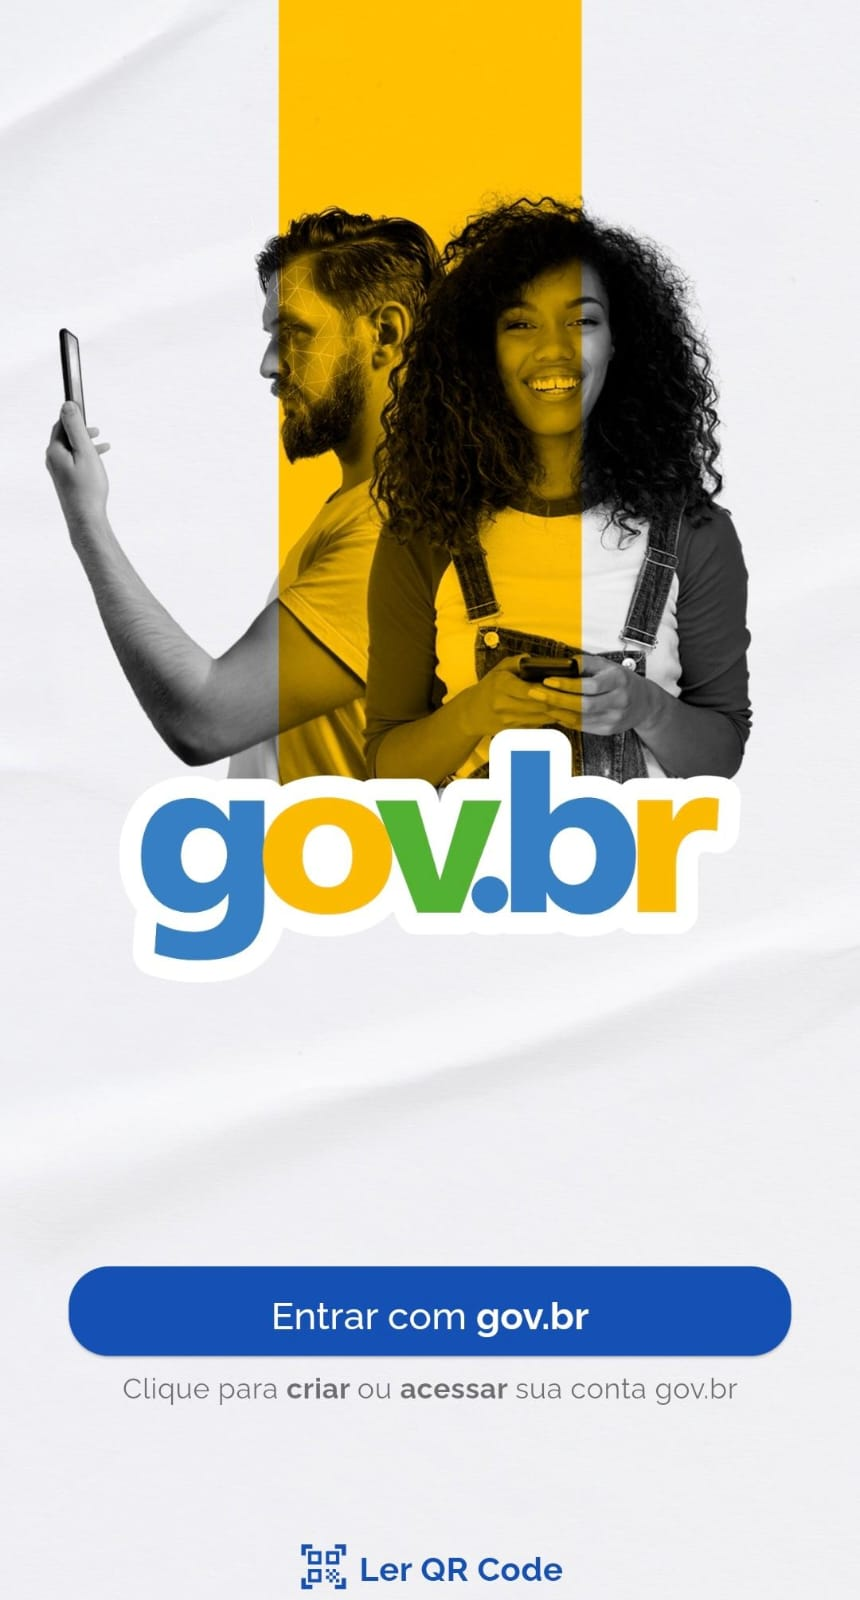 gov.br
Entrar com gov.br
Clique para criar ou acessar sua conta gov.br
Ler QR Code